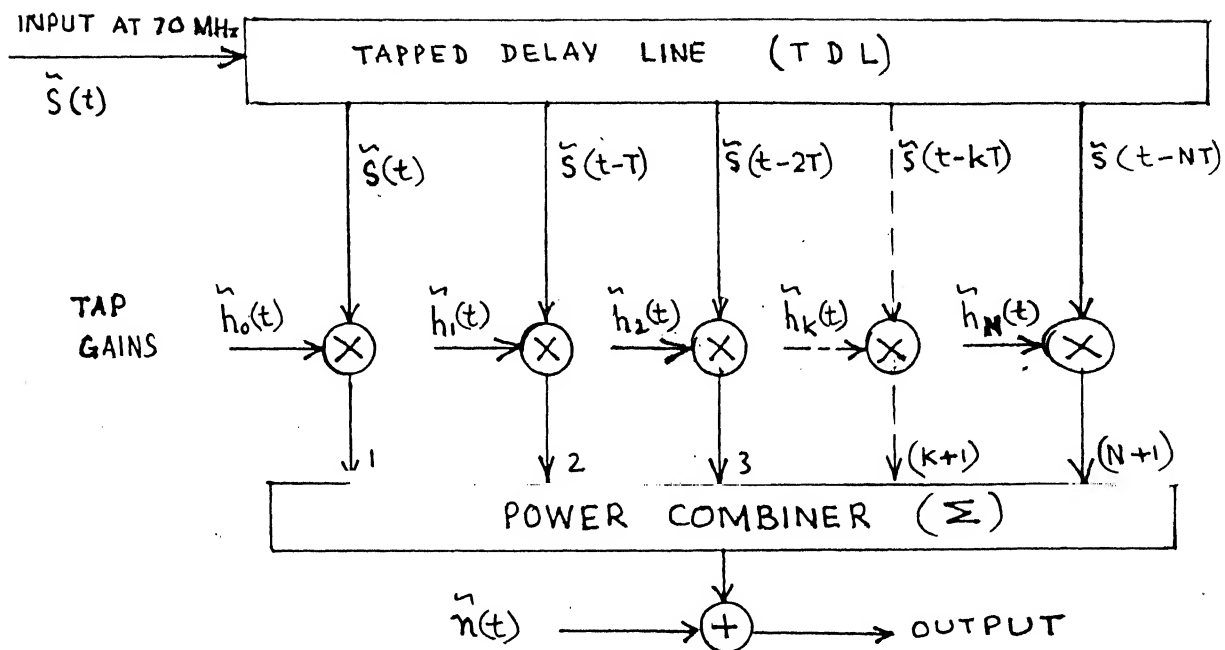 INPUT AT 70 MHz
TAPPED DELAY LINE (TDL)
s̃(t)
s̃(t) s̃(t-T) s̃(t-2T) s̃(t-kT) s̃(t-NT)
TAP
GAINS
h̃₀(t) h̃₁(t) h̃₂(t) h̃ₖ(t) h̃_N(t)
1 2 3 (K+1) (N+1)
POWER COMBINER (Σ)
ñ(t) + OUTPUT